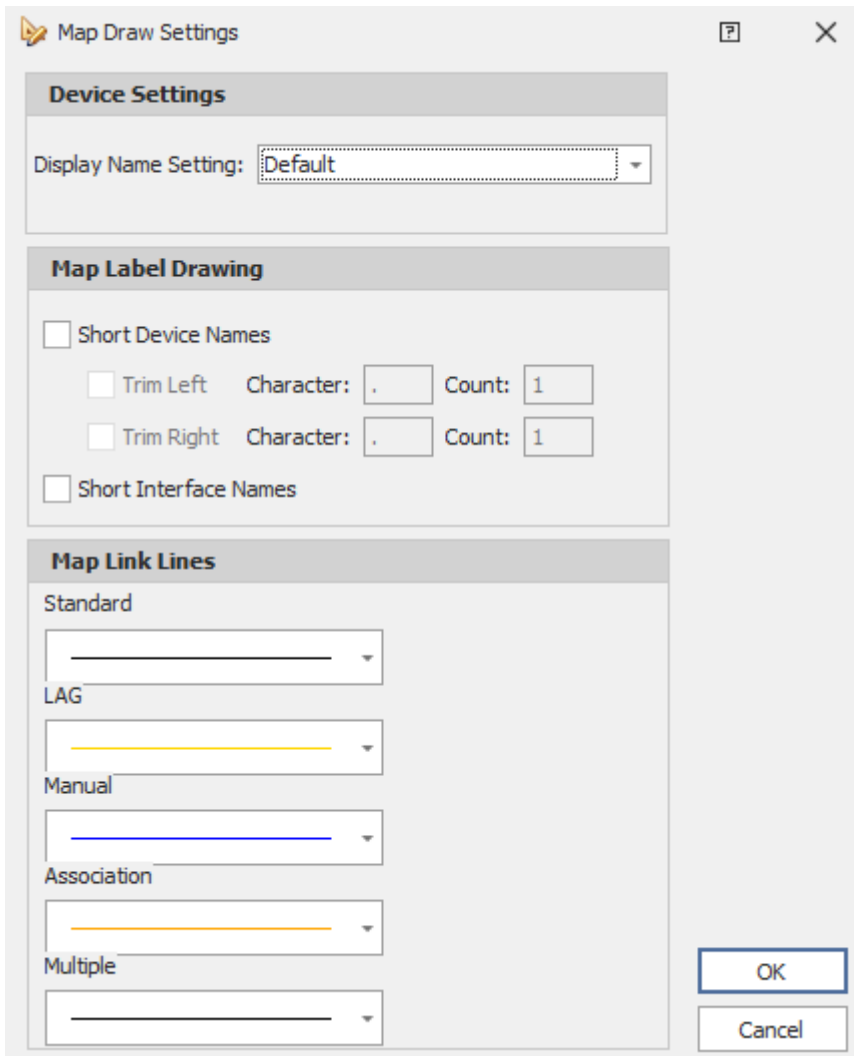 Map Draw Settings
Device Settings
Display Name Setting: Default
Map Label Drawing
Short Device Names
Trim Left Character: . Count: 1
Trim Right Character: . Count: 1
Short Interface Names
Map Link Lines
Standard
LAG
Manual
Association
Multiple
OK
Cancel